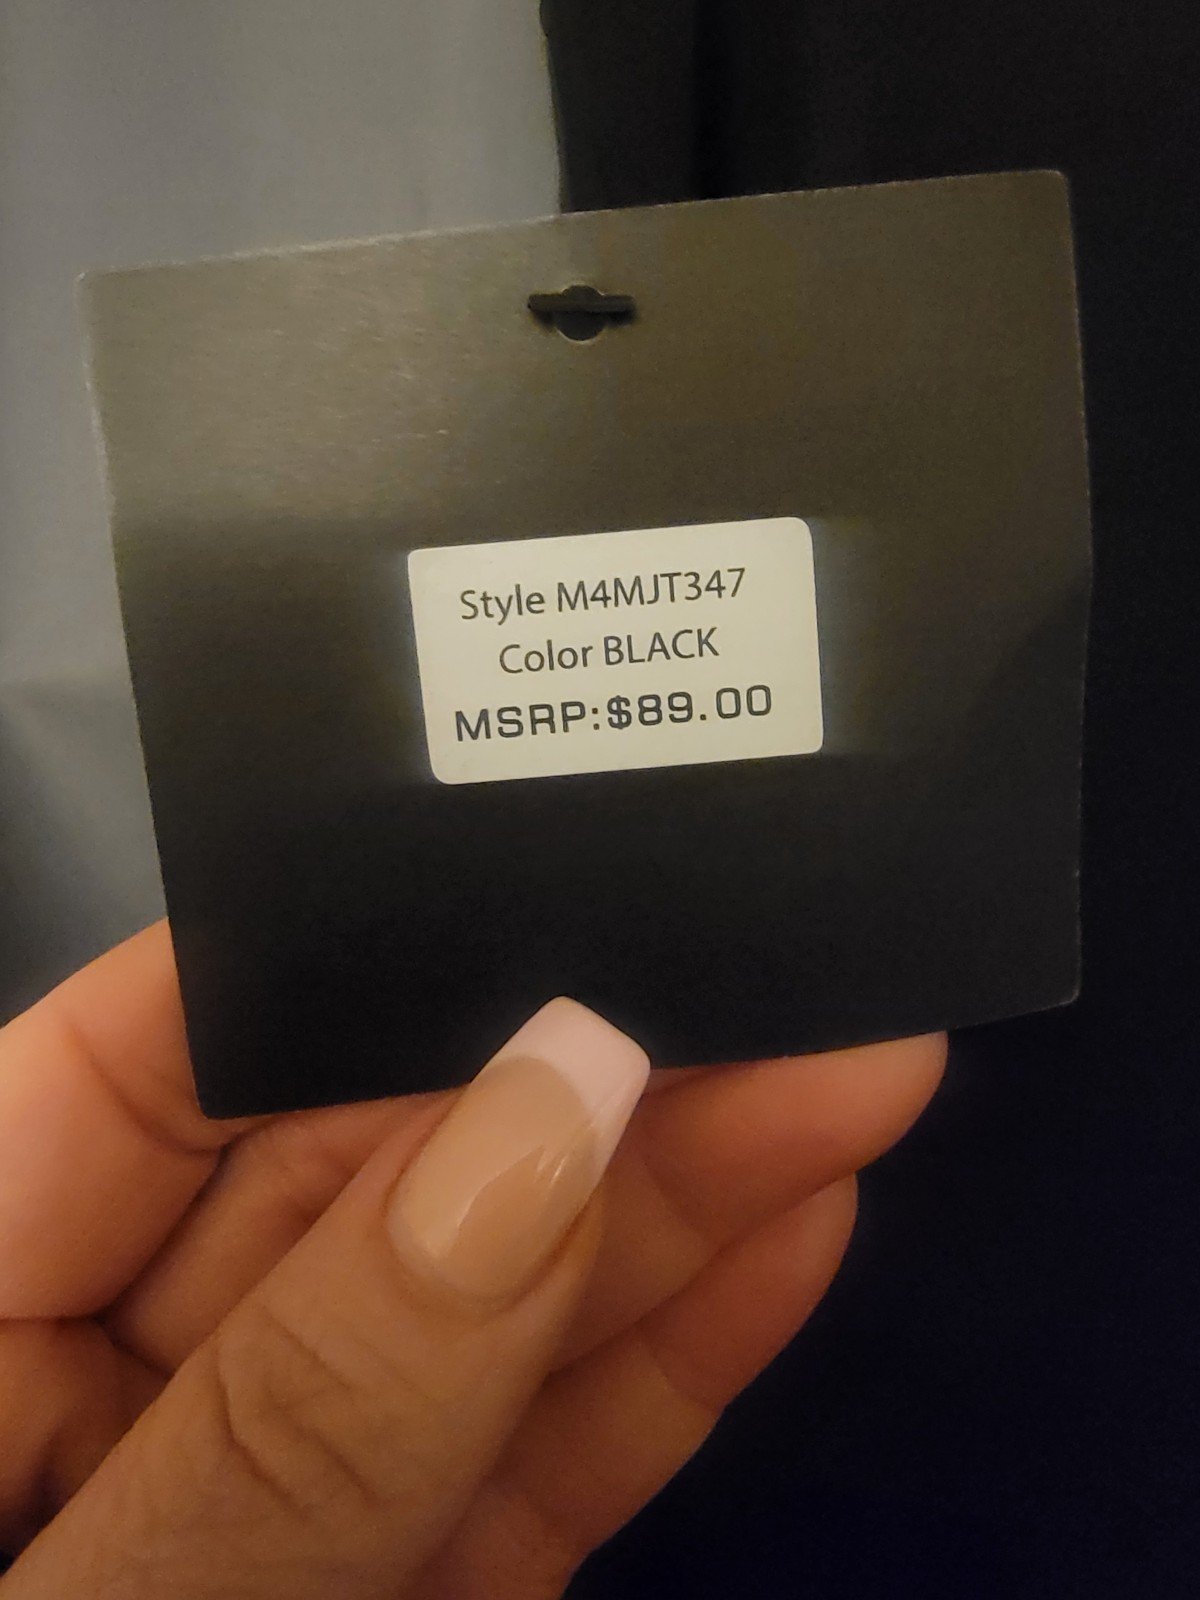 Style M4MJT347
Color BLACK
MSRP:$89.00